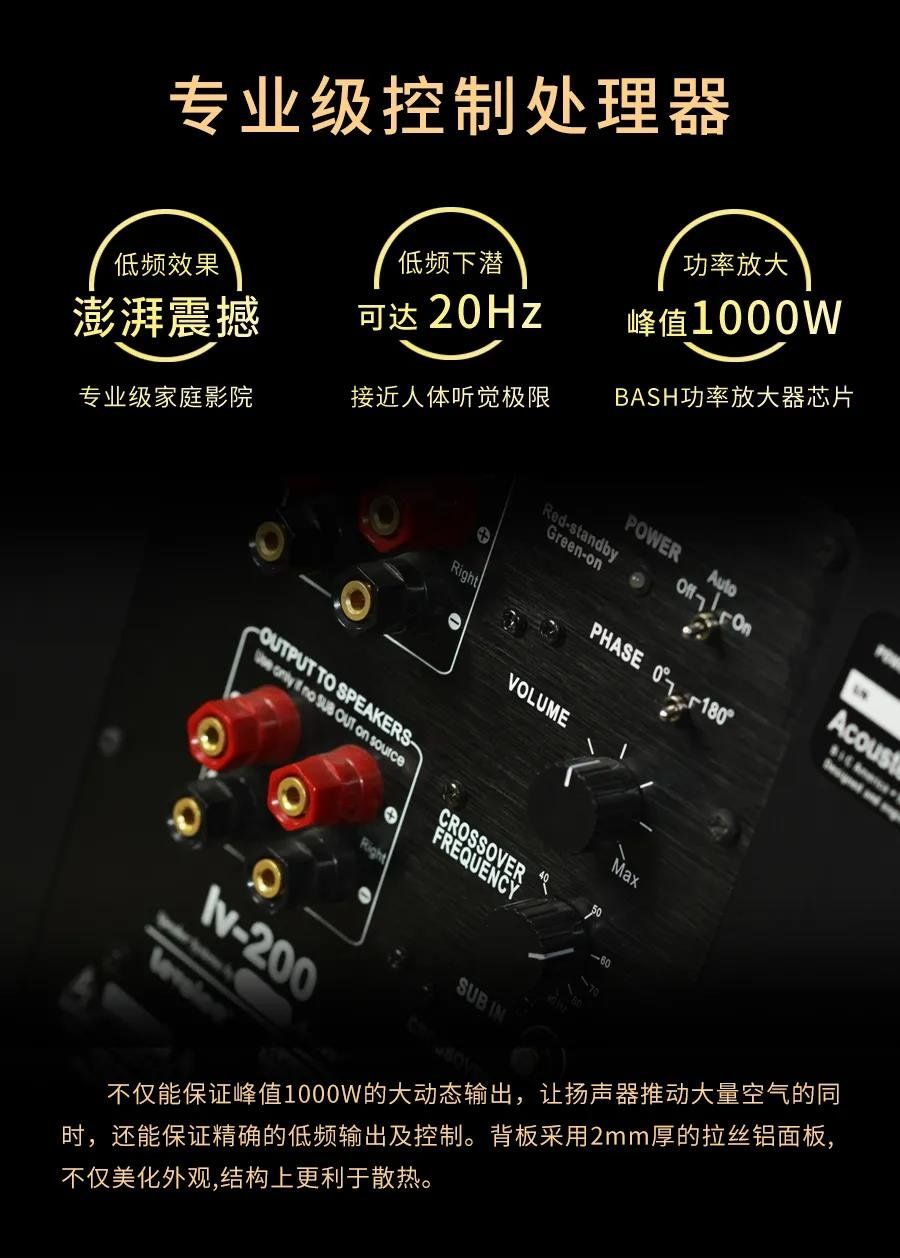 专业级控制处理器
低频效果
澎湃震撼
专业级家庭影院
低频下潜
可达 20Hz
接近人体听觉极限
功率放大
峰值1000W
BASH功率放大器芯片
Red-standby
Green-on
POWER
Off
Auto
On
Right
PHASE 0° 180°
OUTPUT TO SPEAKERS
Use only if no SUB OUT on source
VOLUME
Max
Right
CROSSOVER
FREQUENCY
40
50
60
70
lv-200
SUB IN
不仅能保证峰值1000W的大动态输出，让扬声器推动大量空气的同
时，还能保证精确的低频输出及控制。背板采用2mm厚的拉丝铝面板,
不仅美化外观,结构上更利于散热。